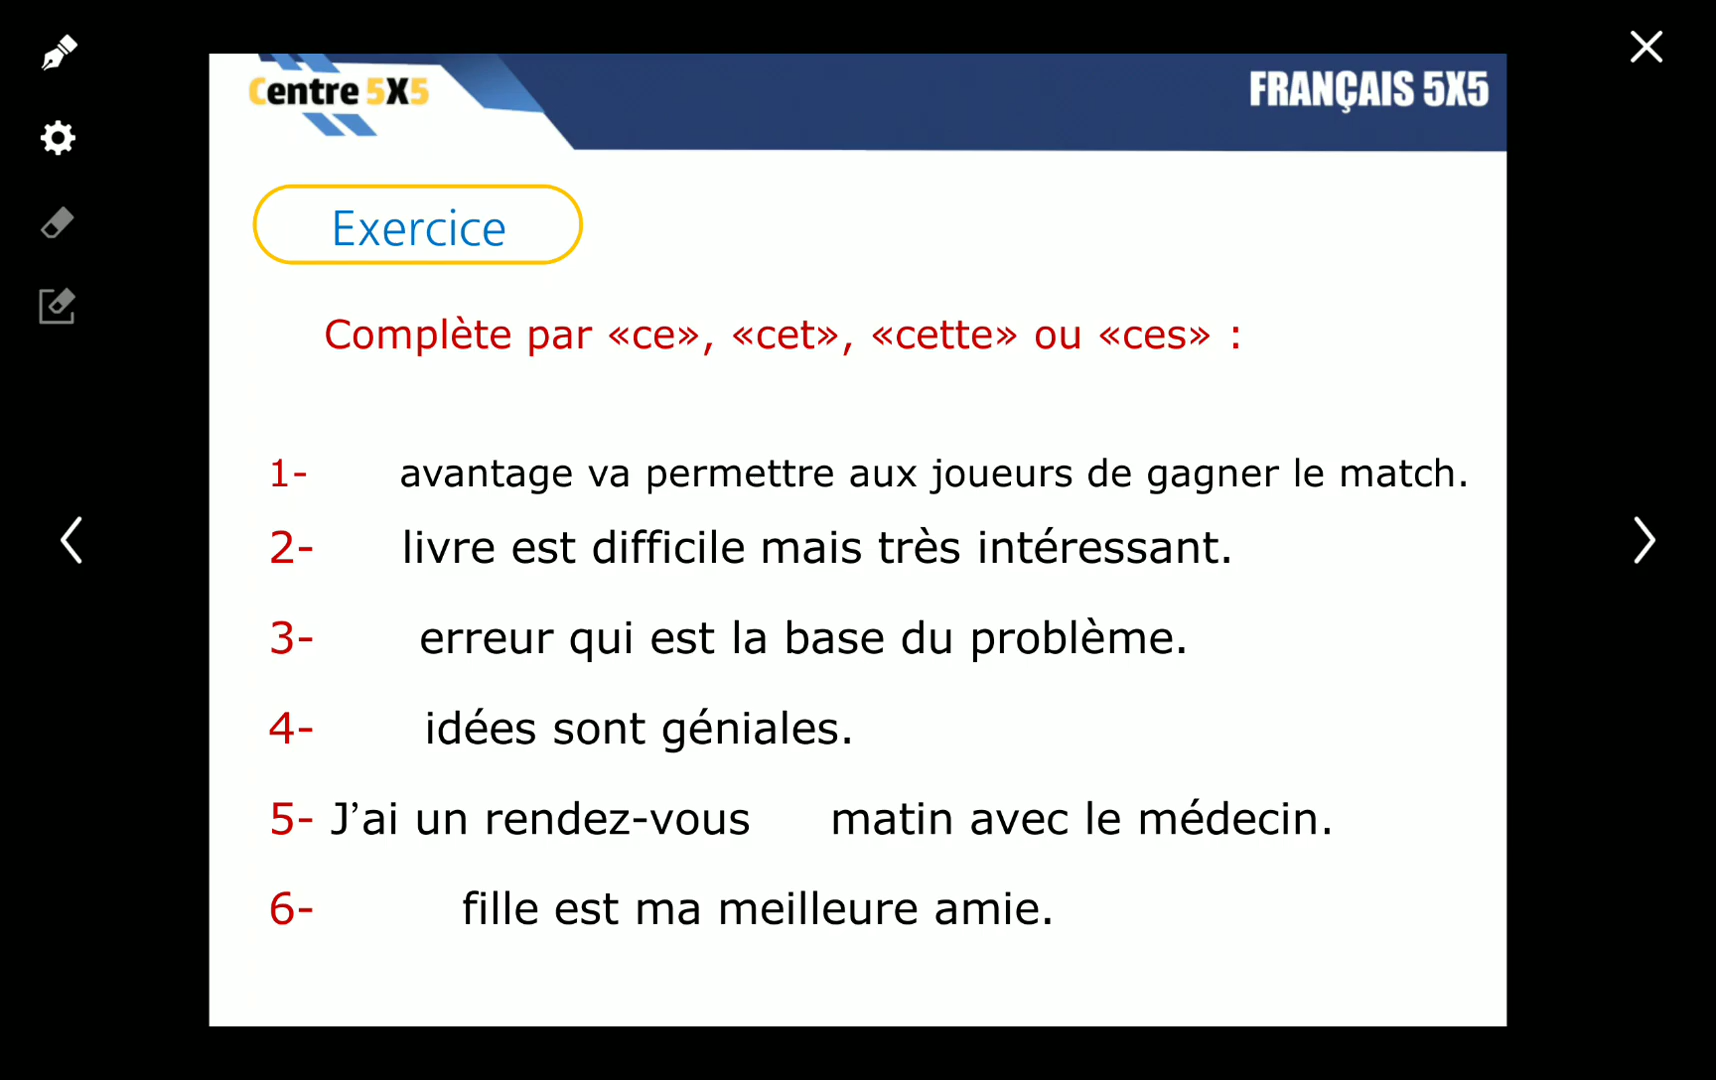 Centre 5X5
FRANÇAIS 5X5
Exercice
Complète par «ce», «cet», «cette» ou «ces» :
1- avantage va permettre aux joueurs de gagner le match.
2- livre est difficile mais très intéressant.
3- erreur qui est la base du problème.
4- idées sont géniales.
5- J’ai un rendez-vous matin avec le médecin.
6- fille est ma meilleure amie.